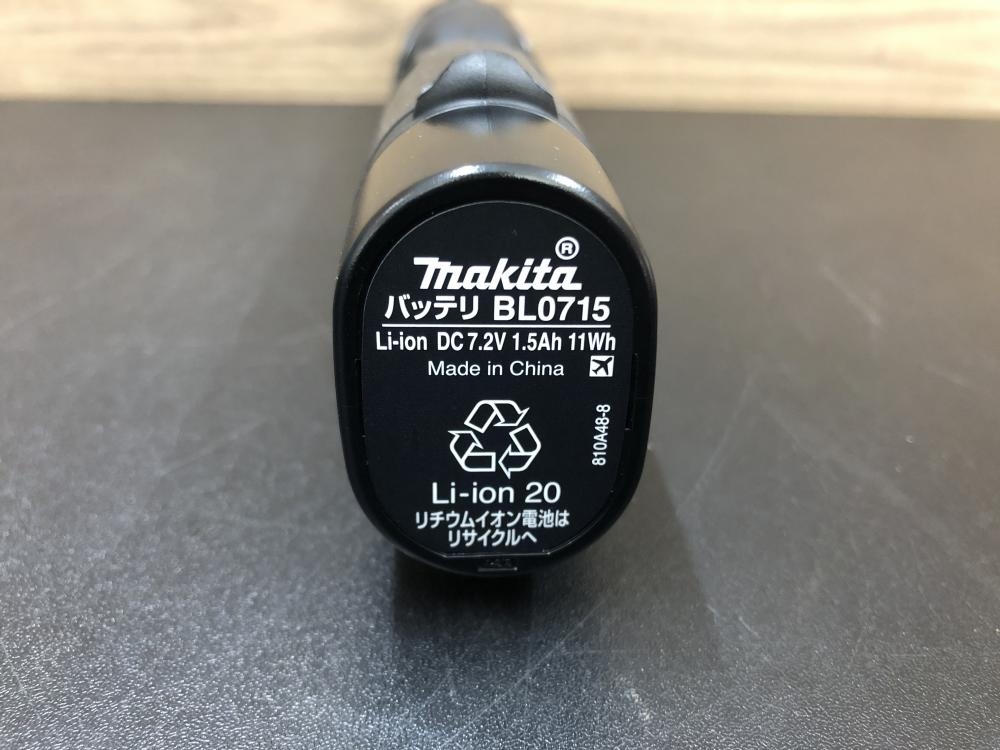 makita®
バッテリ BL0715
Li-ion DC 7.2V 1.5Ah 11Wh
Made in China
810A48-8
Li-ion 20
リチウムイオン電池は
リサイクルへ